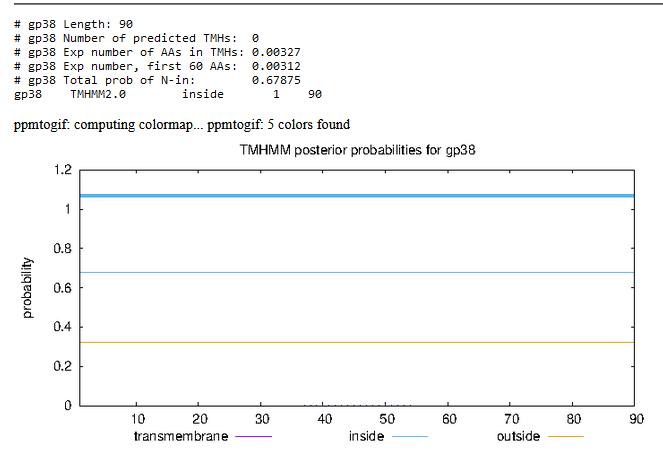 # gp38 Length: 90
# gp38 Number of predicted TMHs: 0
# gp38 Exp number of AAs in TMHs: 0.00327
# gp38 Exp number, first 60 AAs: 0.00312
# gp38 Total prob of N-in: 0.67875
gp38 TMHMM2.0 inside 1 90
ppmtogif: computing colormap... ppmtogif: 5 colors found
TMHMM posterior probabilities for gp38
1.2
1
0.8
0.6
0.4
0.2
0
probability
10 20 30 40 50 60 70 80 90
transmembrane inside outside